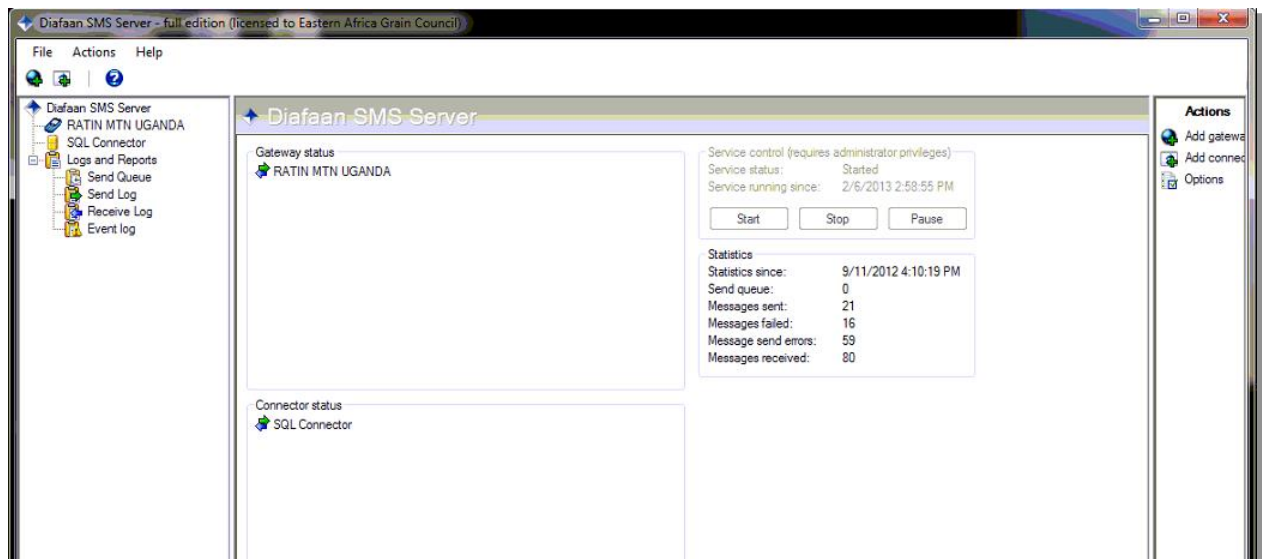 Diafaan SMS Server - full edition (licensed to Eastern Africa Grain Council)
File Actions Help
Diafaan SMS Server
RATIN MTN UGANDA
SQL Connector
Logs and Reports
Send Queue
Send Log
Receive Log
Event log
Diafaan SMS Server
Gateway status
RATIN MTN UGANDA
Connector status
SQL Connector
Service control (requires administrator privileges)
Service status: Started
Service running since: 2/6/2013 2:58:55 PM
Start Stop Pause
Statistics
Statistics since: 9/11/2012 4:10:19 PM
Send queue: 0
Messages sent: 21
Messages failed: 16
Message send errors: 59
Messages received: 80
Actions
Add gatewa
Add connec
Options